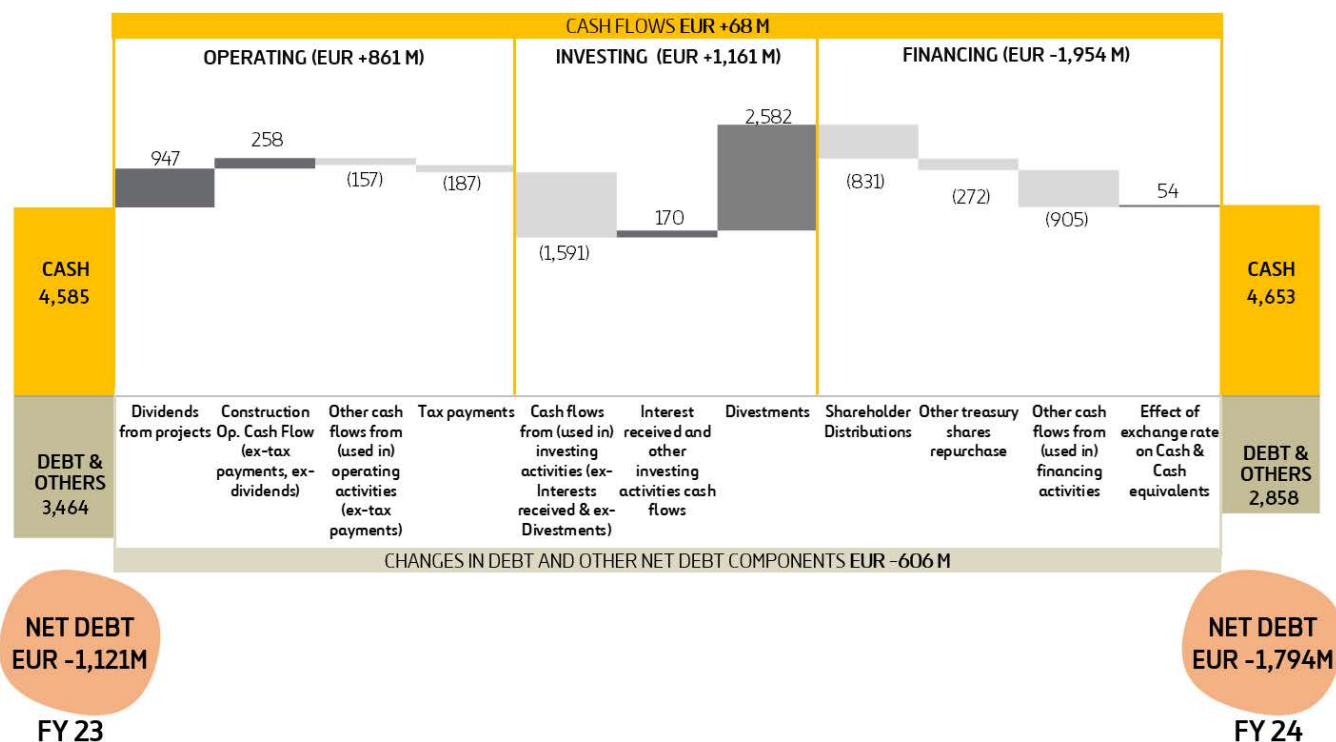 CASH FLOWS EUR +68 M
OPERATING (EUR +861 M)
INVESTING (EUR +1,161 M)
FINANCING (EUR -1,954 M)
947
258
(157)
(187)
(1,591)
170
2,582
(831)
(272)
(905)
54
CASH
4,585
CASH
4,653
DEBT &
OTHERS
3,464
Dividends
from projects
Construction
Op. Cash Flow
(ex-tax
payments, ex-
dividends)
Other cash
flows from
(used in)
operating
activities
(ex-tax
payments)
Tax payments
Cash flows
from (used in)
investing
activities (ex-
Interests
received & ex-
Divestments)
Interest
received and
other
investing
activities cash
flows
Divestments
Shareholder
Distributions
Other treasury
shares
repurchase
Other cash
flows from
(used in)
financing
activities
Effect of
exchange rate
on Cash &
Cash
equivalents
DEBT &
OTHERS
2,858
CHANGES IN DEBT AND OTHER NET DEBT COMPONENTS EUR -606 M
NET DEBT
EUR -1,121M
FY 23
NET DEBT
EUR -1,794M
FY 24